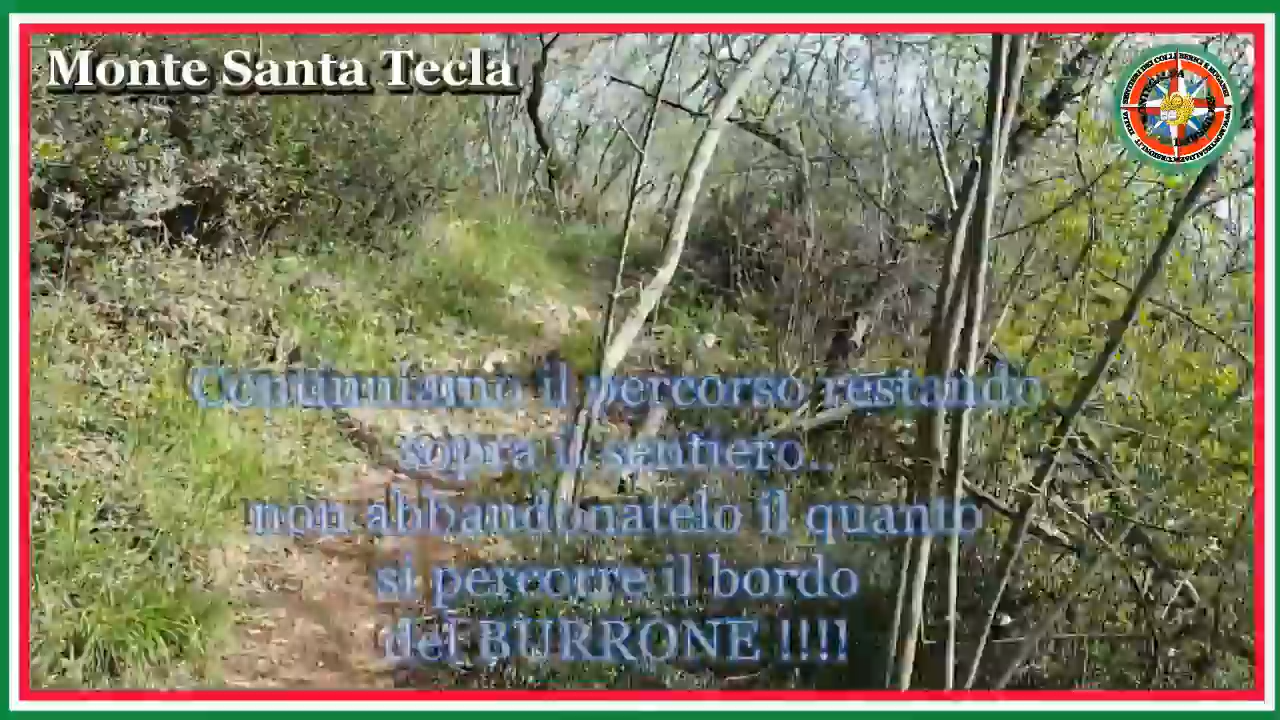 Monte Santa Tecla
Continuiamo il percorso restando
sopra il sentiero..
non abbandonatelo il quanto
si percorre il bordo
del BURRONE !!!!